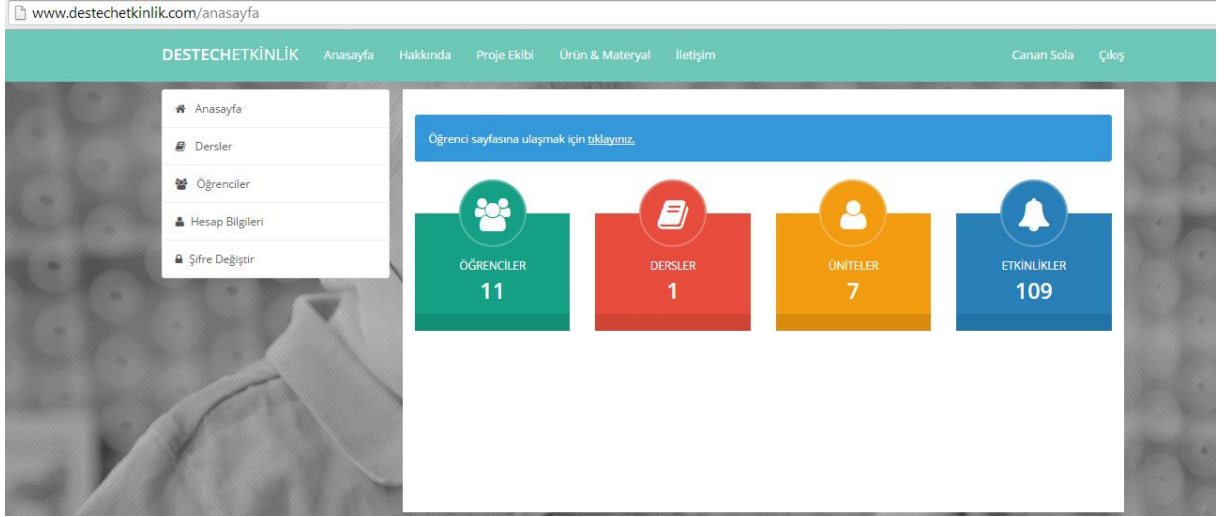 www.destechetkinlik.com/anasayfa
DESTECHETKİNLİK Anasayfa Hakkında Proje Ekibi Ürün & Materyal İletişim Canan Sola Çıkış
Anasayfa
Dersler
Öğrenciler
Hesap Bilgileri
Şifre Değiştir
Öğrenci sayfasına ulaşmak için tıklayınız.
ÖĞRENCİLER
11
DERSLER
1
ÜNİTELER
7
ETKİNLİKLER
109